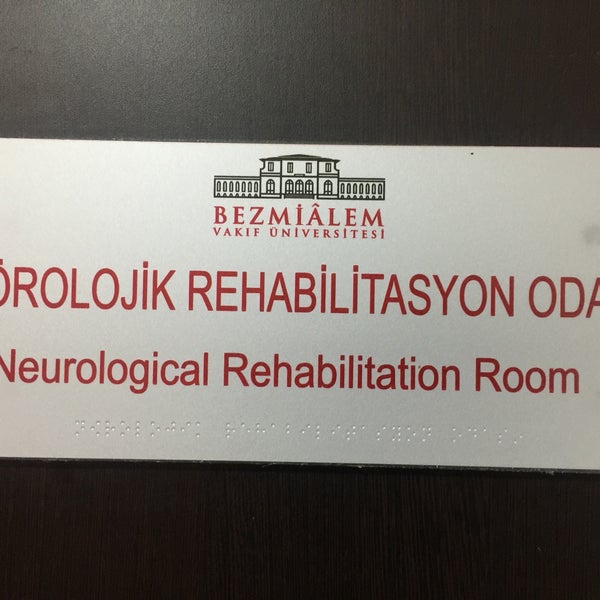 BEZMİÂLEM
VAKIF ÜNİVERSİTESİ
ÖROLOJİK REHABİLİTASYON ODA
Neurological Rehabilitation Room